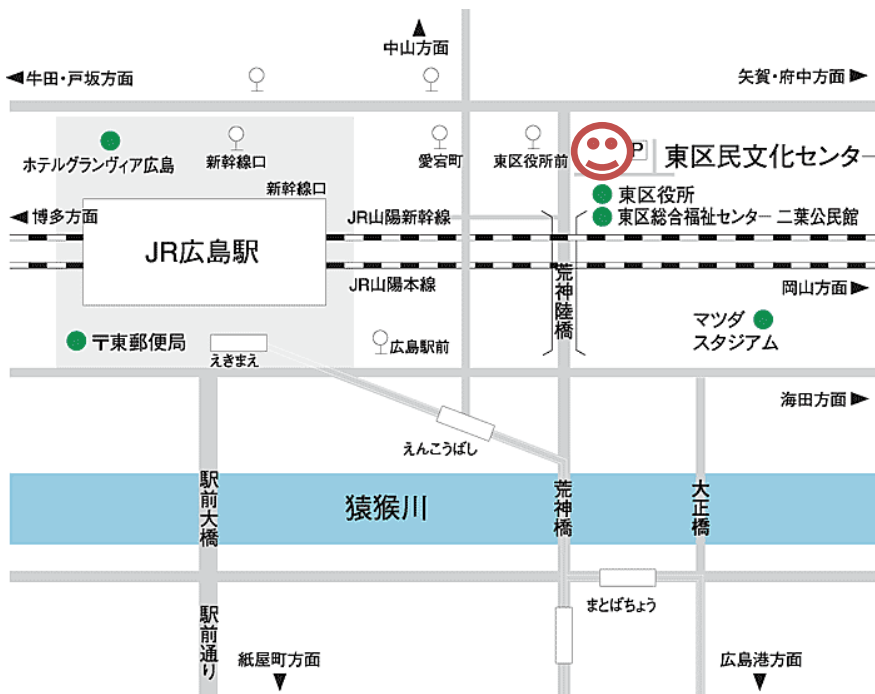 中山方面
牛田・戸坂方面
矢賀・府中方面
ホテルグランヴィア広島
新幹線口
愛宕町
東区役所前
P
東区民文化センター
新幹線口
東区役所
博多方面
JR山陽新幹線
東区総合福祉センター 二葉公民館
JR広島駅
JR山陽本線
荒神陸橋
岡山方面
マツダ
スタジアム
〒東郵便局
えきまえ
広島駅前
海田方面
えんこうばし
駅前大橋
猿猴川
荒神橋
大正橋
まとばちょう
駅前通り
紙屋町方面
広島港方面